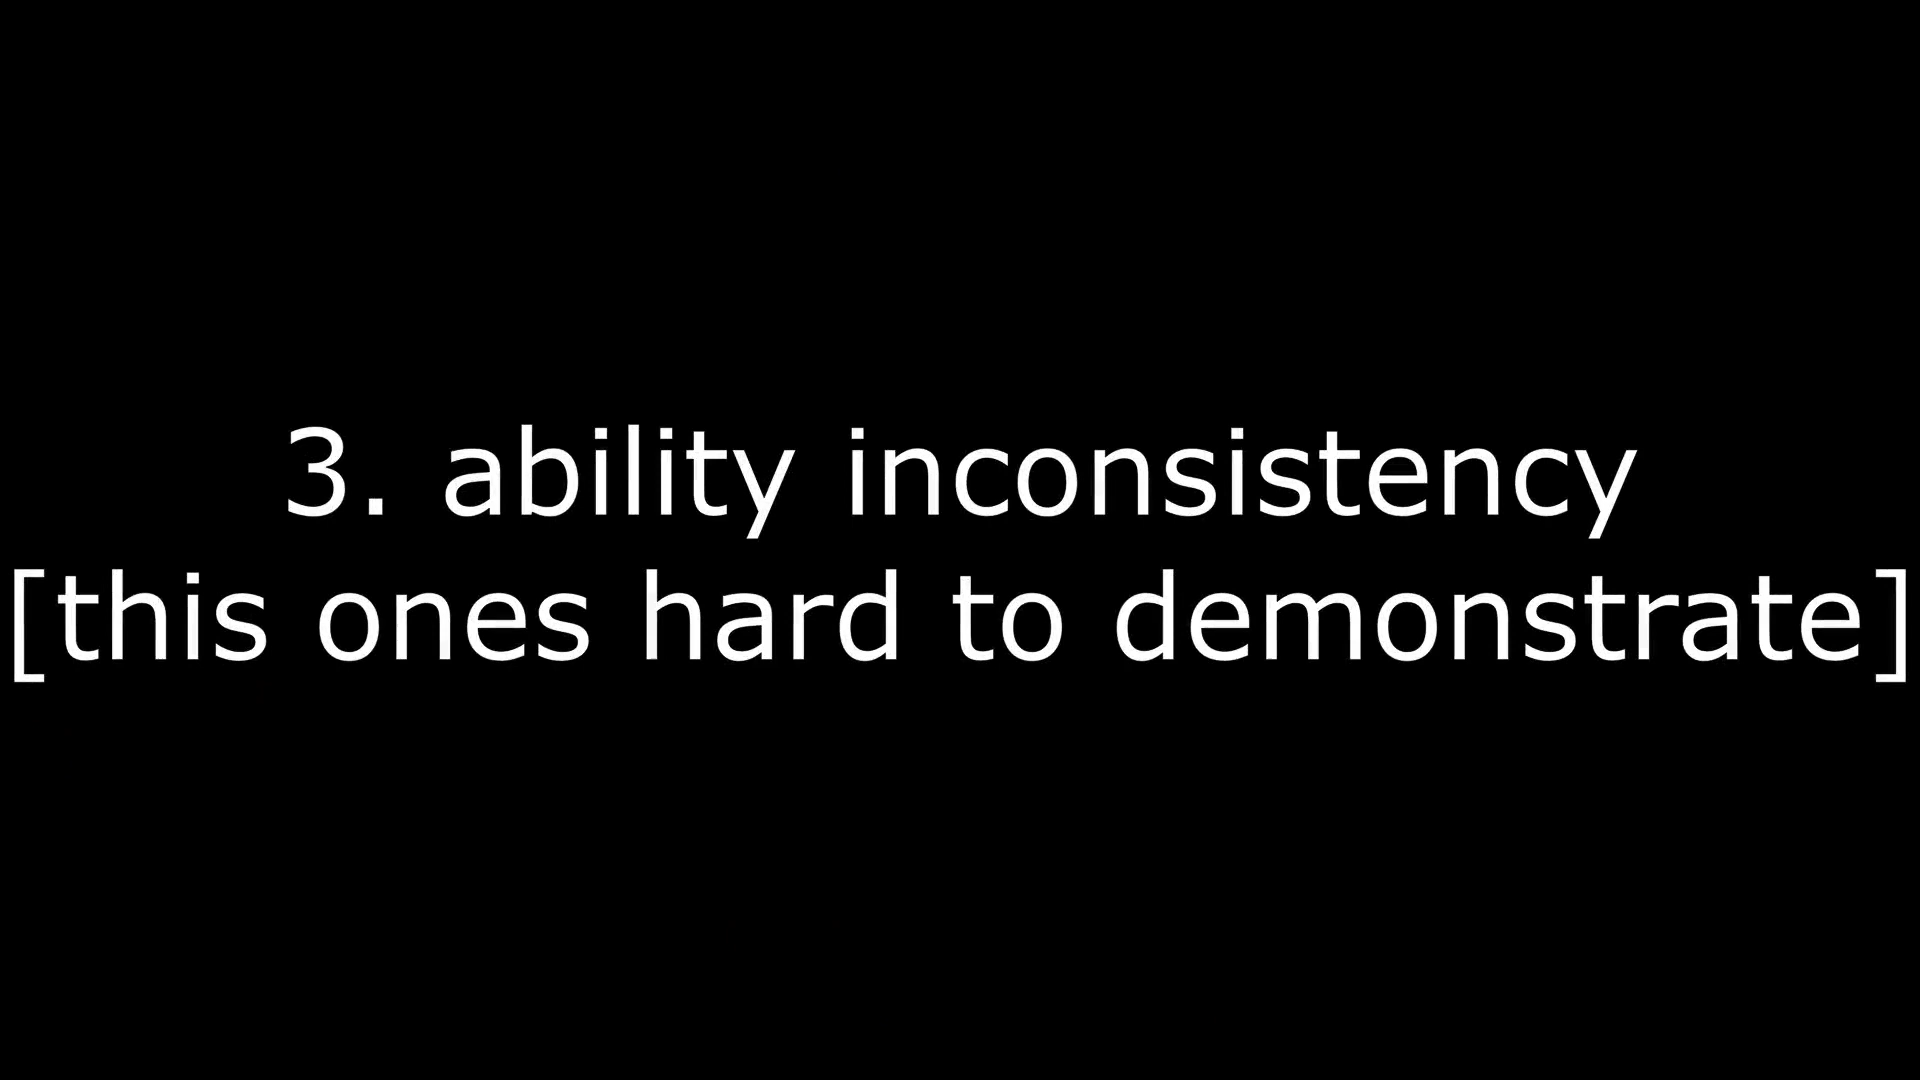 3. ability inconsistency
[this ones hard to demonstrate]